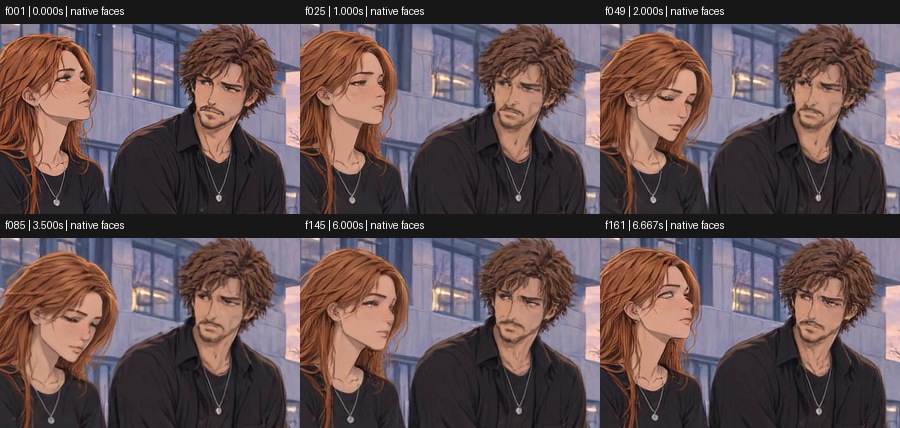 f001 | 0.000s | native faces
f025 | 1.000s | native faces
f049 | 2.000s | native faces
f085 | 3.500s | native faces
f145 | 6.000s | native faces
f161 | 6.667s | native faces